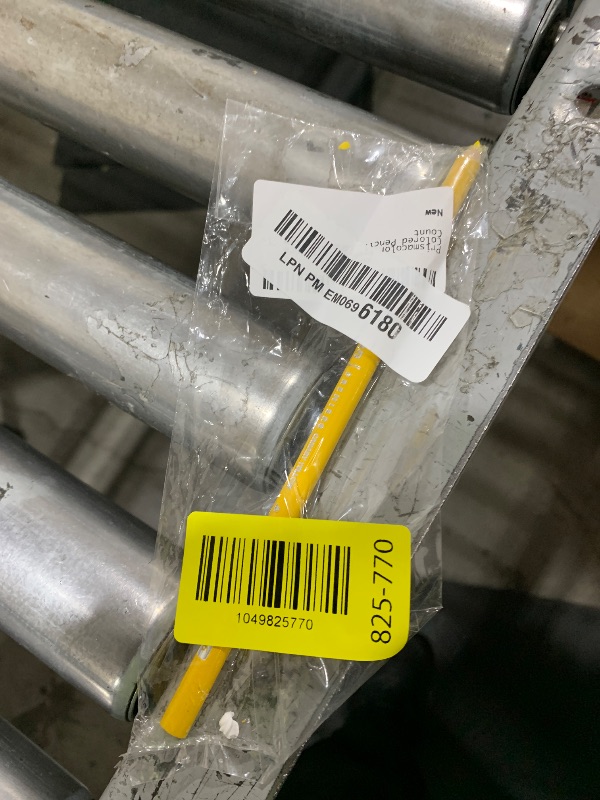 New
Prismacolor
Colored Penci
Count
LPN PM EM0696180
1049825770
825-770